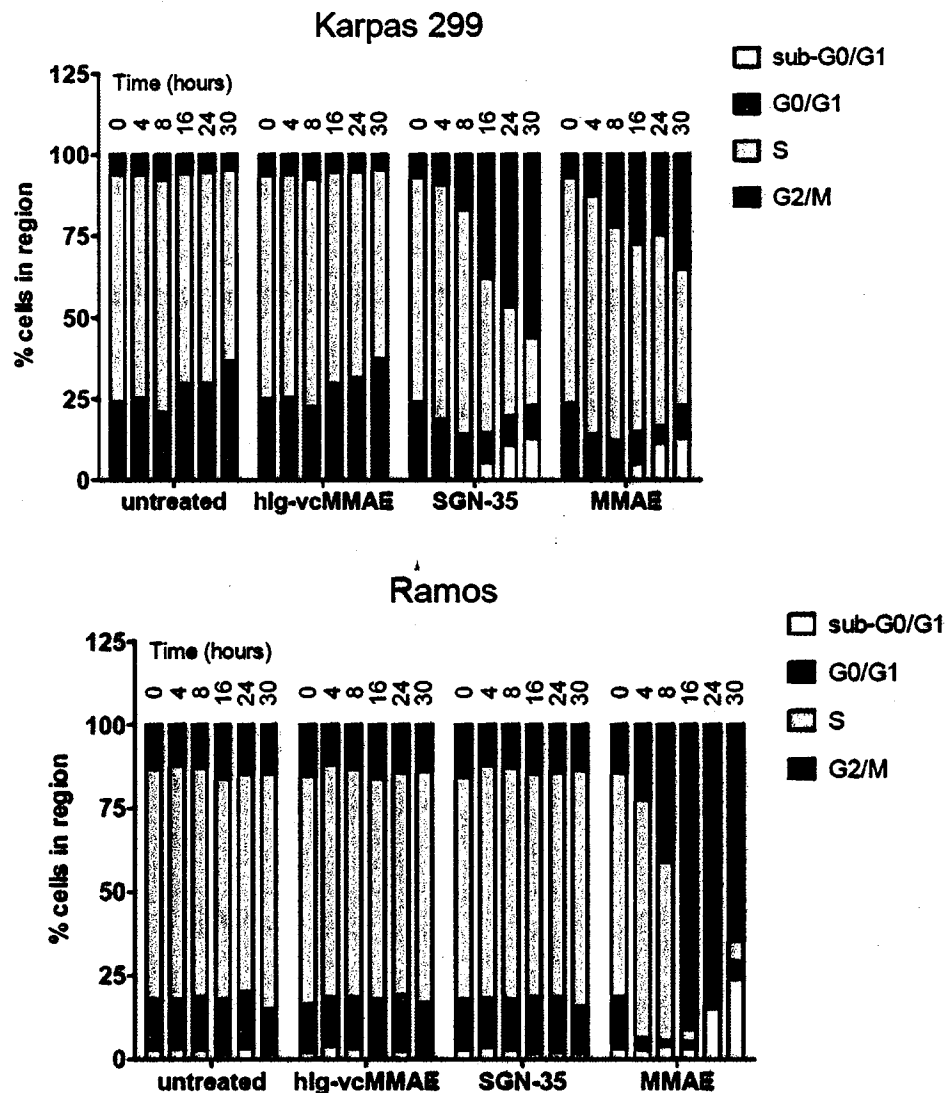 Karpas 299
sub-G0/G1
G0/G1
S
G2/M
Time (hours)
% cells in region
125
100
75
50
25
0
0 4 8 16 24 30
0 4 8 16 24 30
0 4 8 16 24 30
0 4 8 16 24 30
untreated
hIg-vcMMAE
SGN-35
MMAE
Ramos
sub-G0/G1
G0/G1
S
G2/M
Time (hours)
% cells in region
125
100
75
50
25
0
0 4 8 16 24 30
0 4 8 16 24 30
0 4 8 16 24 30
0 4 8 16 24 30
untreated
hIg-vcMMAE
SGN-35
MMAE